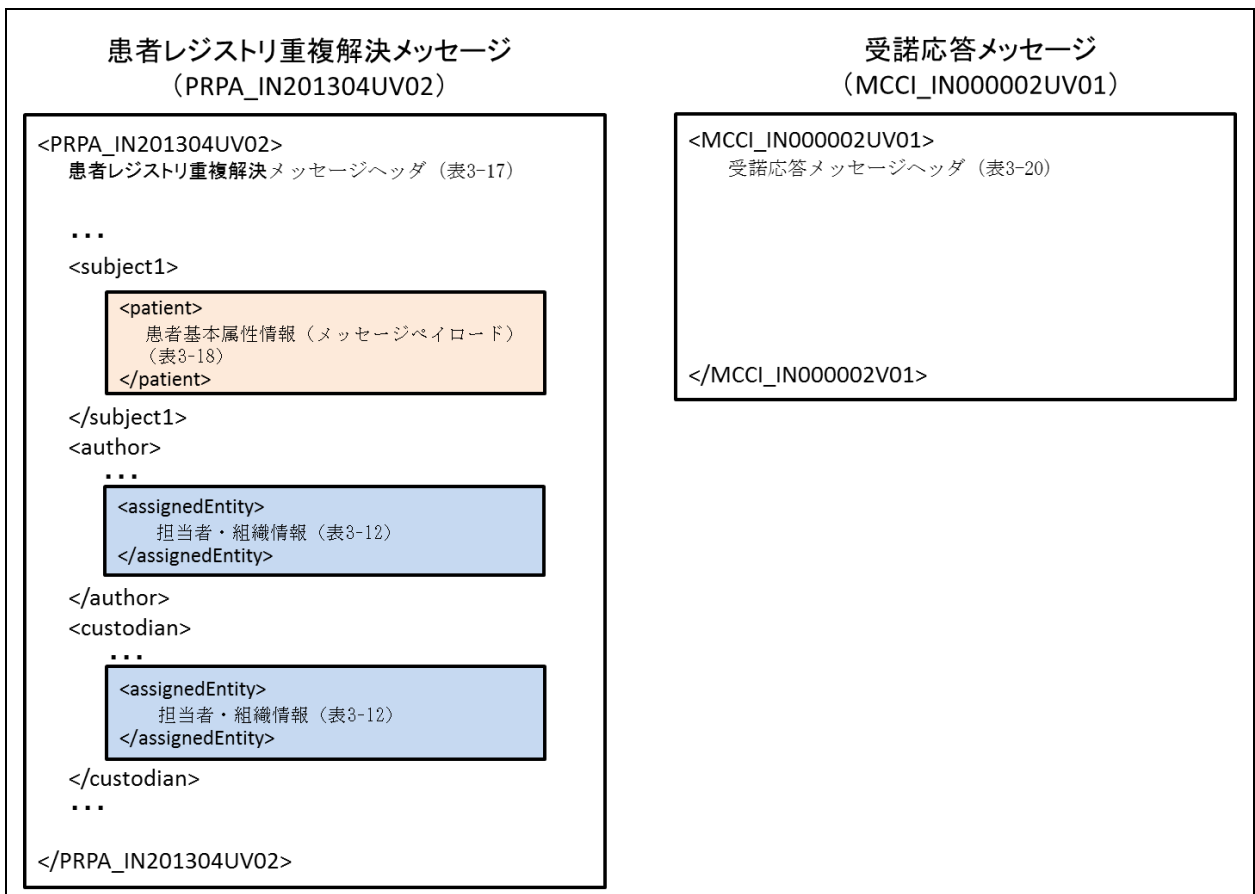 患者レジストリ重複解決メッセージ
（PRPA_IN201304UV02）
<PRPA_IN201304UV02>
患者レジストリ重複解決メッセージヘッダ（表3-17）
・・・
<subject1>
<patient>
患者基本属性情報（メッセージペイロード）
（表3-18）
</patient>
</subject1>
<author>
・・・
<assignedEntity>
担当者・組織情報（表3-12）
</assignedEntity>
</author>
<custodian>
・・・
<assignedEntity>
担当者・組織情報（表3-12）
</assignedEntity>
</custodian>
・・・
</PRPA_IN201304UV02>
受諾応答メッセージ
（MCCI_IN000002UV01）
<MCCI_IN000002UV01>
受諾応答メッセージヘッダ（表3-20）
</MCCI_IN000002V01>